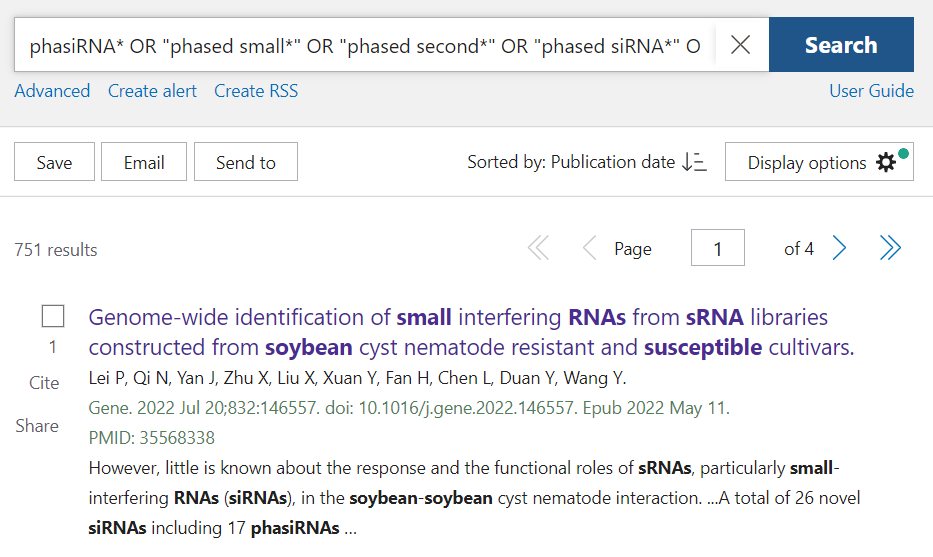 phasiRNA* OR "phased small*" OR "phased second*" OR "phased siRNA*" O
Search
Advanced Create alert Create RSS User Guide
Save Email Send to Sorted by: Publication date Display options
751 results Page 1 of 4
Genome-wide identification of small interfering RNAs from sRNA libraries
1 constructed from soybean cyst nematode resistant and susceptible cultivars.
Cite Lei P, Qi N, Yan J, Zhu X, Liu X, Xuan Y, Fan H, Chen L, Duan Y, Wang Y.
Gene. 2022 Jul 20;832:146557. doi: 10.1016/j.gene.2022.146557. Epub 2022 May 11.
Share PMID: 35568338
However, little is known about the response and the functional roles of sRNAs, particularly small-
interfering RNAs (siRNAs), in the soybean-soybean cyst nematode interaction. ...A total of 26 novel
siRNAs including 17 phasiRNAs ...